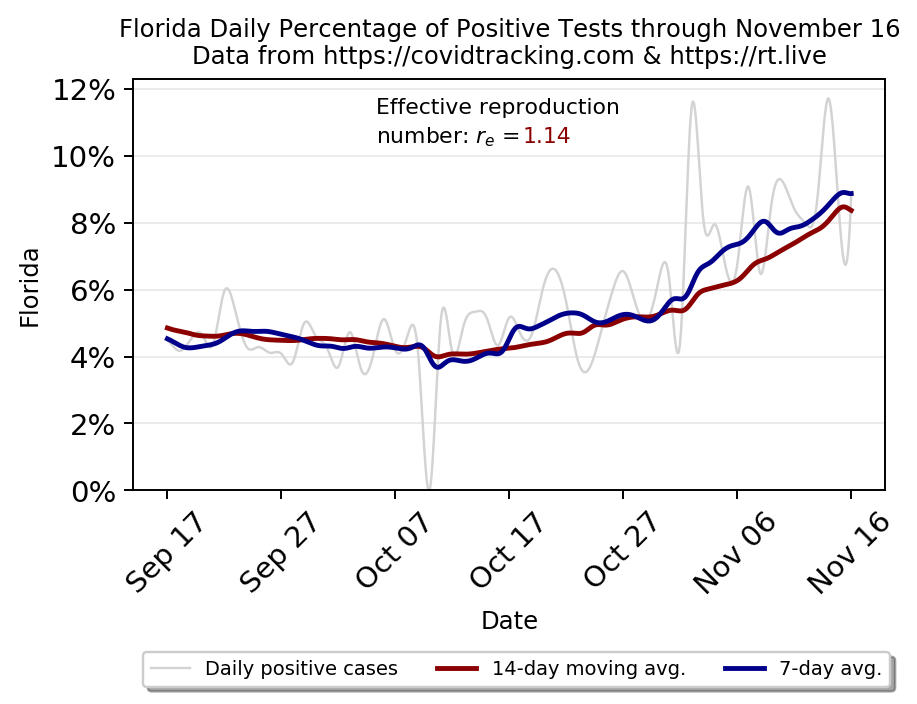 Florida Daily Percentage of Positive Tests through November 16
Data from https://covidtracking.com & https://rt.live
12%
10%
8%
6%
4%
2%
0%
Florida
Effective reproduction
number: rₑ =1.14
Sep 17
Sep 27
Oct 07
Oct 17
Oct 27
Nov 06
Nov 16
Date
Daily positive cases
14-day moving avg.
7-day avg.